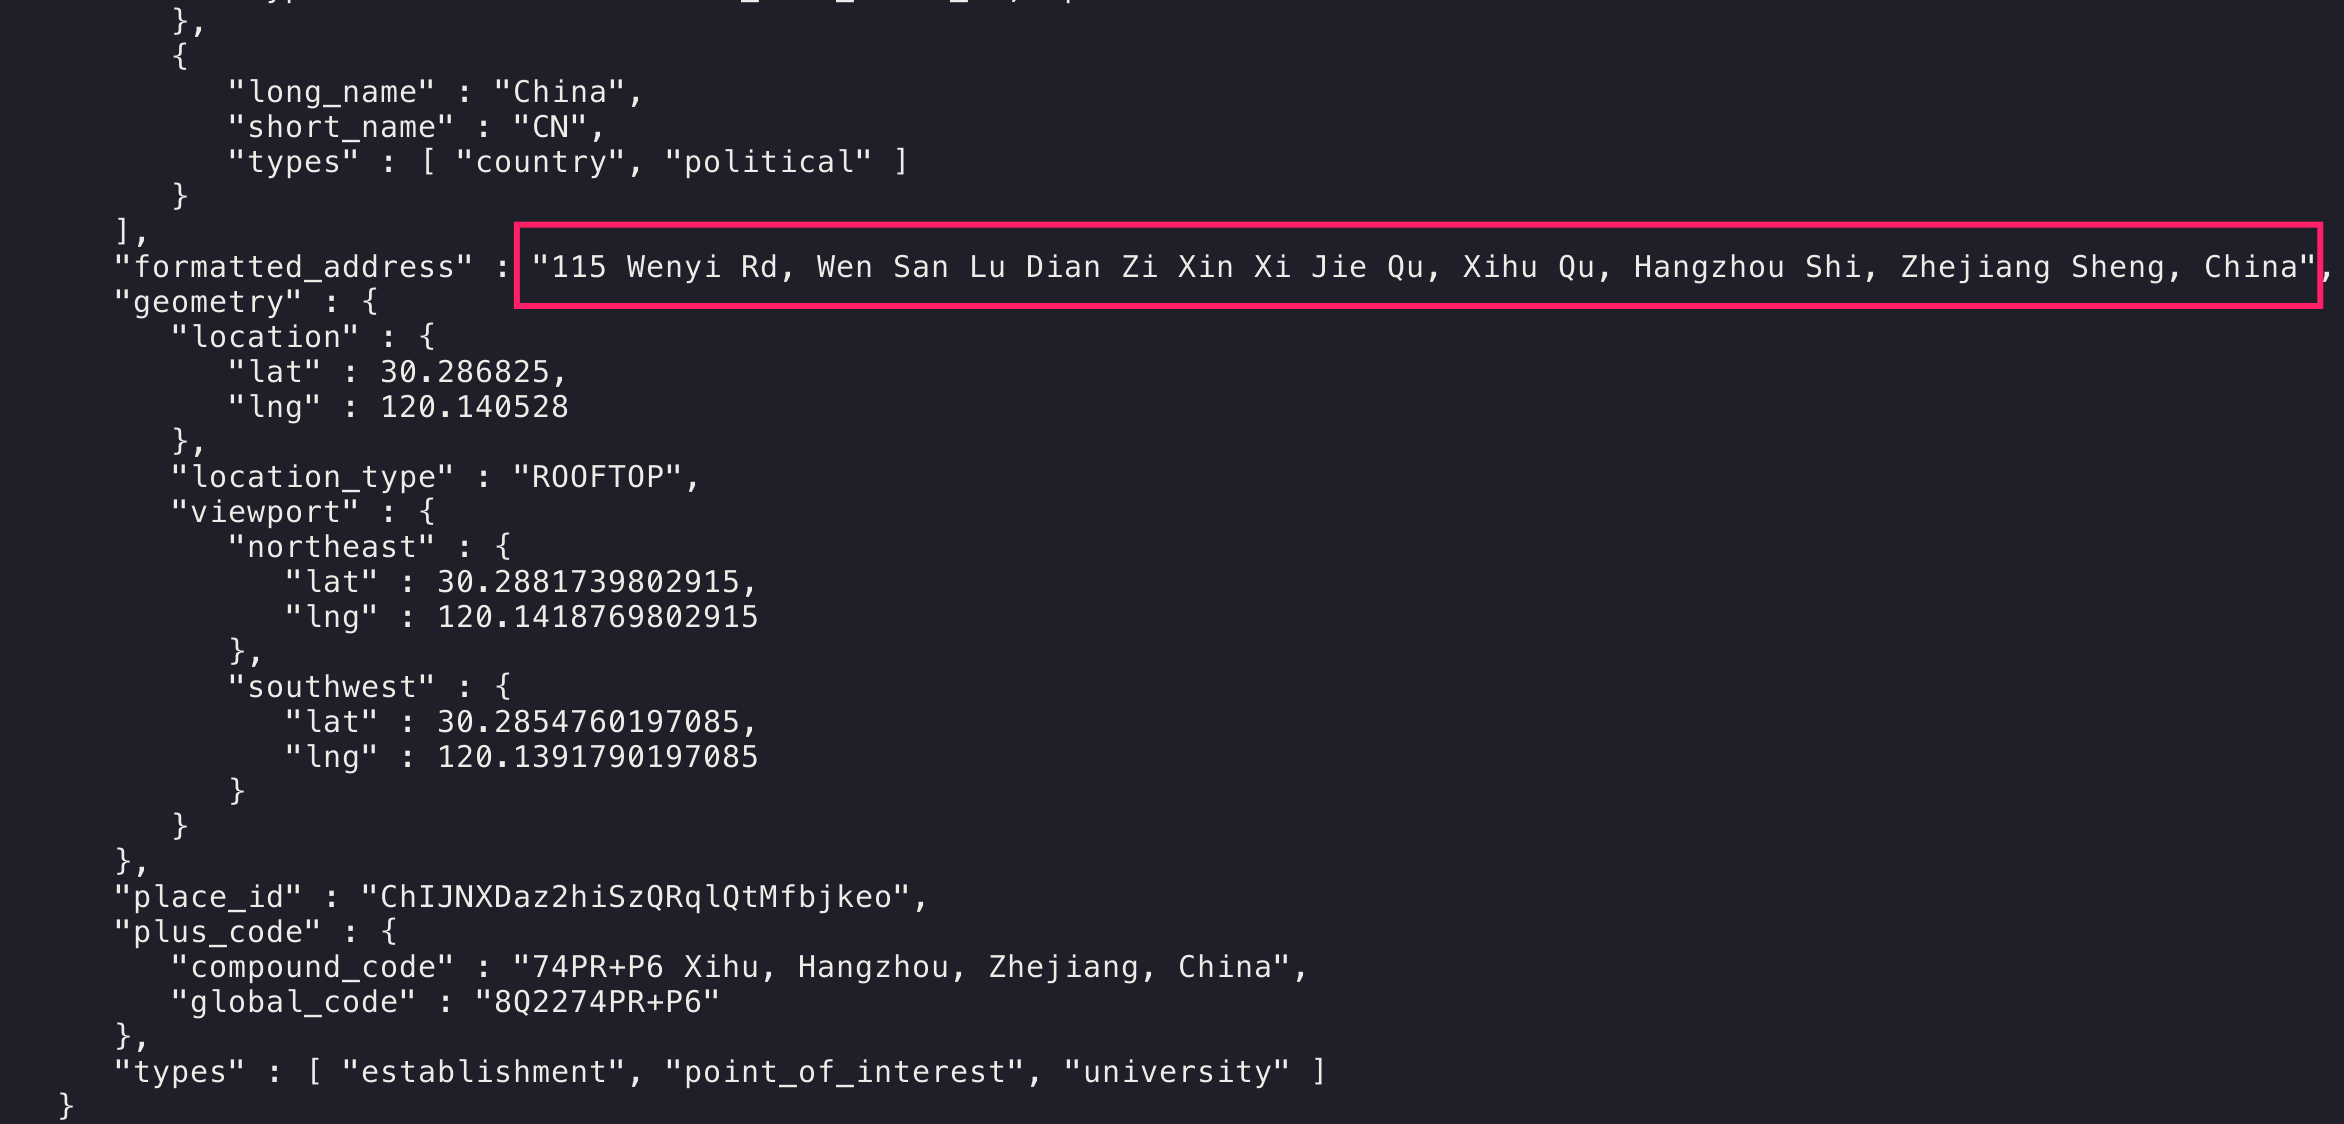 },
{
"long_name" : "China",
"short_name" : "CN",
"types" : [ "country", "political" ]
}
],
"formatted_address" : "115 Wenyi Rd, Wen San Lu Dian Zi Xin Xi Jie Qu, Xihu Qu, Hangzhou Shi, Zhejiang Sheng, China",
"geometry" : {
"location" : {
"lat" : 30.286825,
"lng" : 120.140528
},
"location_type" : "ROOFTOP",
"viewport" : {
"northeast" : {
"lat" : 30.2881739802915,
"lng" : 120.1418769802915
},
"southwest" : {
"lat" : 30.2854760197085,
"lng" : 120.1391790197085
}
}
},
"place_id" : "ChIJNXDaz2hiSzQRqlQtMfbjkeo",
"plus_code" : {
"compound_code" : "74PR+P6 Xihu, Hangzhou, Zhejiang, China",
"global_code" : "8Q2274PR+P6"
},
"types" : [ "establishment", "point_of_interest", "university" ]
}